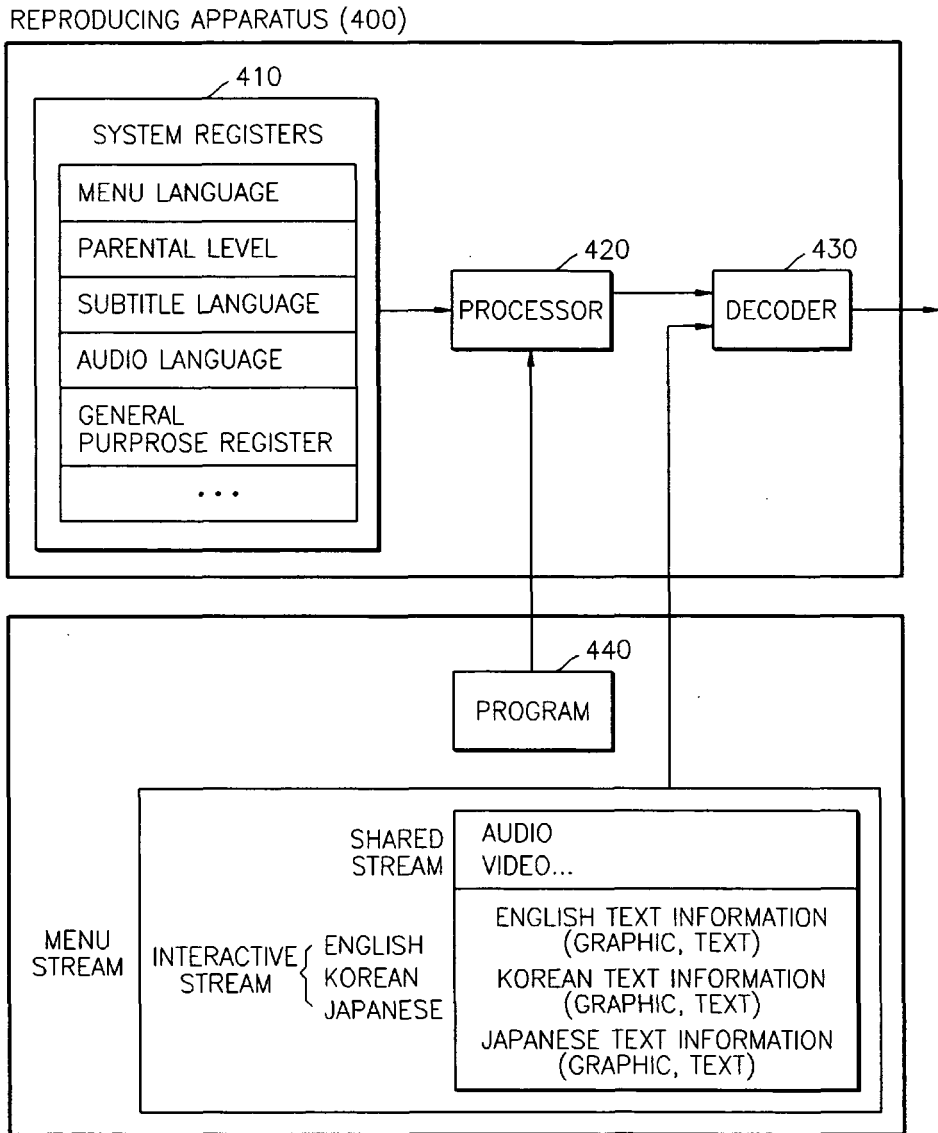 REPRODUCING APPARATUS (400)
410
SYSTEM REGISTERS
MENU LANGUAGE
PARENTAL LEVEL
SUBTITLE LANGUAGE
AUDIO LANGUAGE
GENERAL
PURPROSE REGISTER
...
420
PROCESSOR
430
DECODER
440
PROGRAM
MENU
STREAM
SHARED
STREAM
AUDIO
VIDEO...
INTERACTIVE
STREAM
ENGLISH
KOREAN
JAPANESE
ENGLISH TEXT INFORMATION
(GRAPHIC, TEXT)
KOREAN TEXT INFORMATION
(GRAPHIC, TEXT)
JAPANESE TEXT INFORMATION
(GRAPHIC, TEXT)